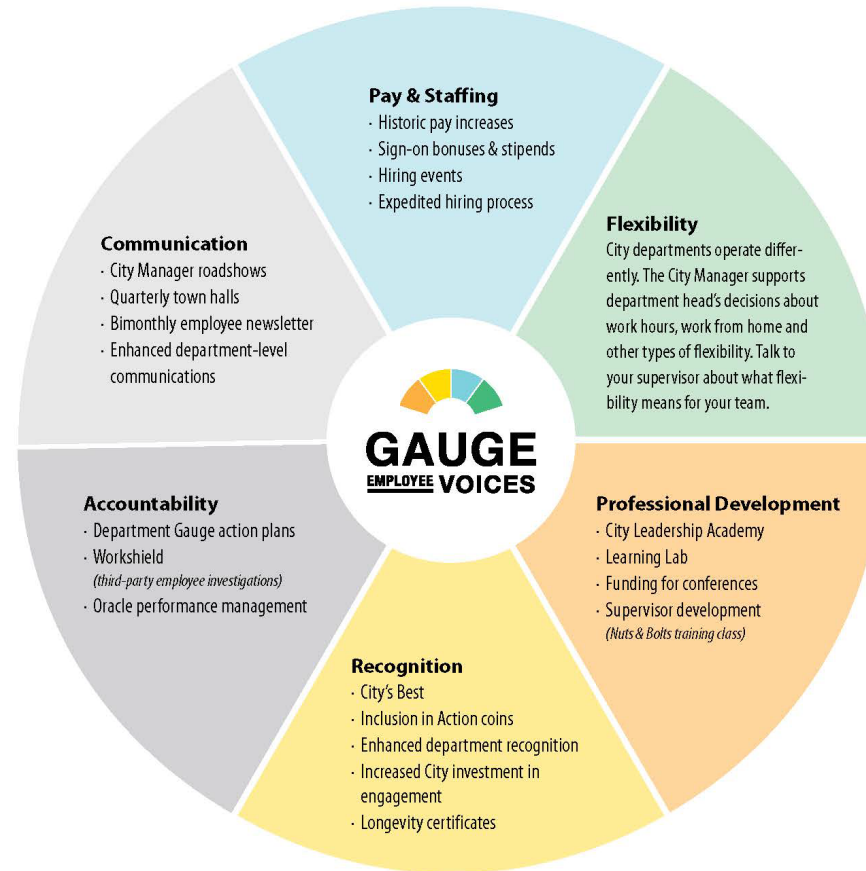 Pay & Staffing
· Historic pay increases
· Sign-on bonuses & stipends
· Hiring events
· Expedited hiring process
Flexibility
City departments operate differ-
ently. The City Manager supports
department head's decisions about
work hours, work from home and
other types of flexibility. Talk to
your supervisor about what flexi-
bility means for your team.
Professional Development
· City Leadership Academy
· Learning Lab
· Funding for conferences
· Supervisor development
(Nuts & Bolts training class)
Recognition
· City's Best
· Inclusion in Action coins
· Enhanced department recognition
· Increased City investment in
engagement
· Longevity certificates
Accountability
· Department Gauge action plans
· Workshield
(third-party employee investigations)
· Oracle performance management
Communication
· City Manager roadshows
· Quarterly town halls
· Bimonthly employee newsletter
· Enhanced department-level
communications
GAUGE
EMPLOYEE VOICES